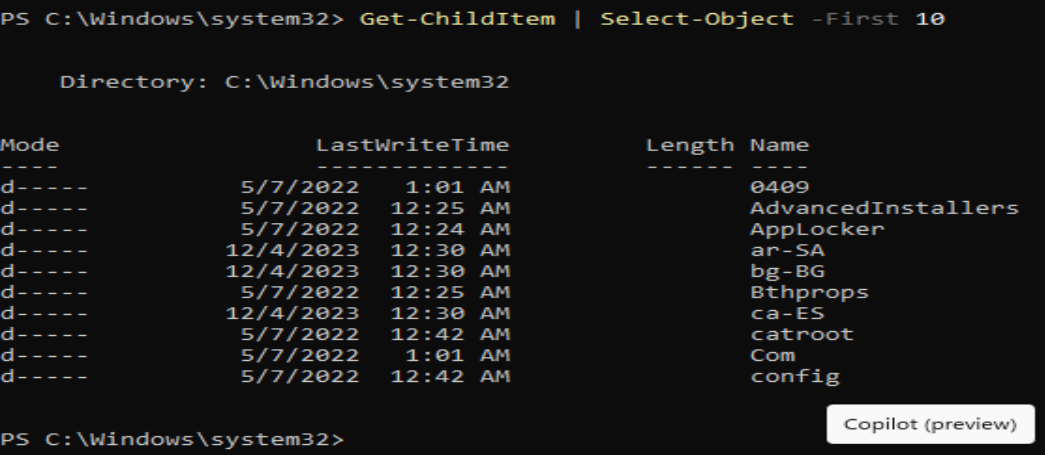 PS C:\Windows\system32> Get-ChildItem | Select-Object -First 10
Directory: C:\Windows\system32
Mode LastWriteTime Length Name
---- ------------- ------ ----
d----- 5/7/2022 1:01 AM 0409
d----- 5/7/2022 12:25 AM AdvancedInstallers
d----- 5/7/2022 12:24 AM AppLocker
d----- 12/4/2023 12:30 AM ar-SA
d----- 12/4/2023 12:30 AM bg-BG
d----- 5/7/2022 12:25 AM Bthprops
d----- 12/4/2023 12:30 AM ca-ES
d----- 5/7/2022 12:42 AM catroot
d----- 5/7/2022 1:01 AM Com
d----- 5/7/2022 12:42 AM config
Copilot (preview)
PS C:\Windows\system32>